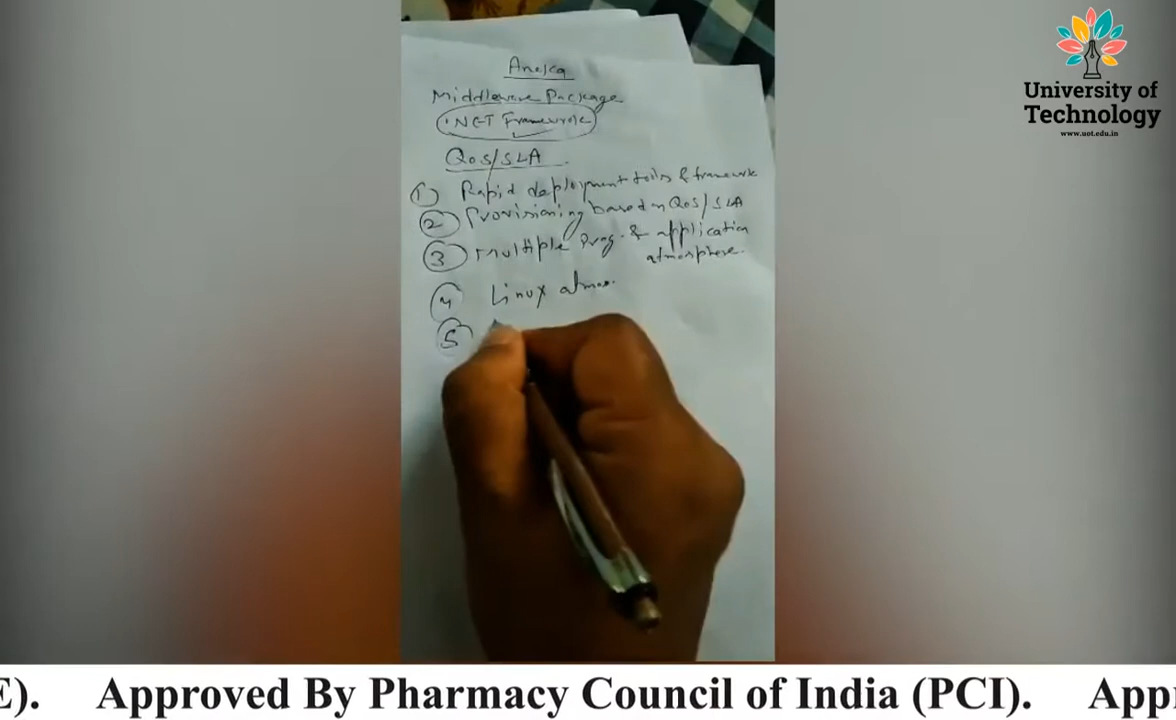 Aneka
Middleware Package
.NET Framework
QoS/SLA
① Rapid deployment tools & framework
② Provisioning based on QoS/SLA
③ Multiple Prog. & application
atmosphere.
④ Linux atmos.
⑤
University of
Technology
www.uot.edu.in
E). Approved By Pharmacy Council of India (PCI). App